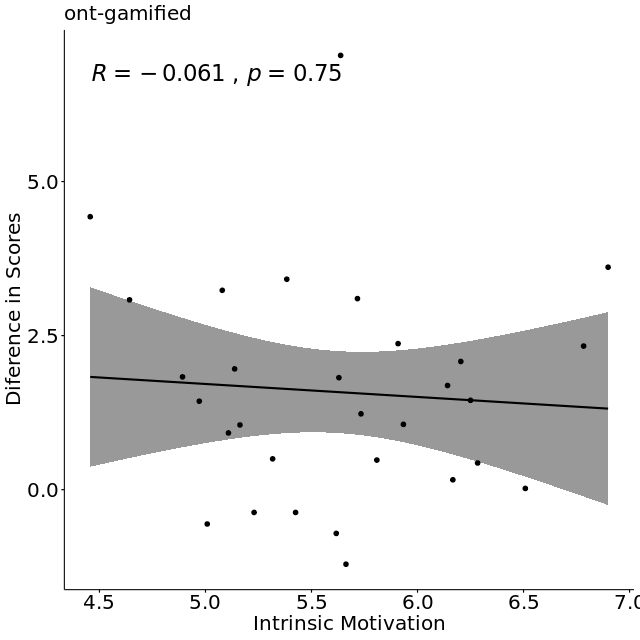 ont-gamified
R = −0.061 , p = 0.75
5.0
2.5
0.0
Diference in Scores
4.5 5.0 5.5 6.0 6.5 7.0
Intrinsic Motivation